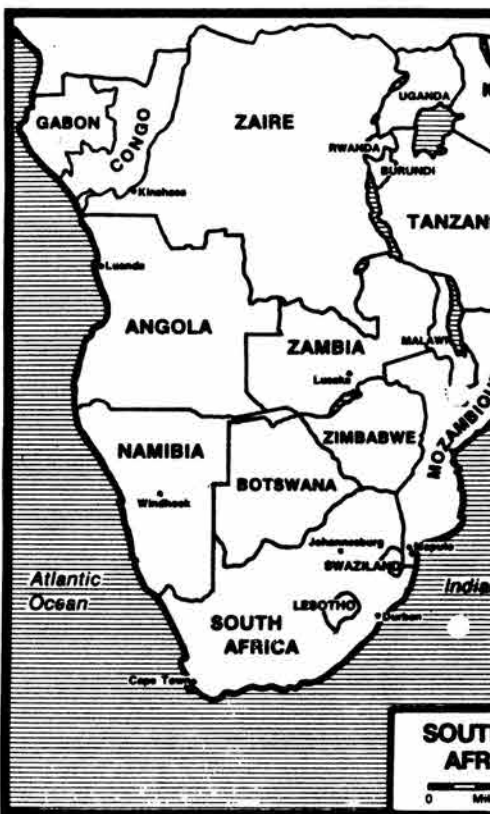 UGANDA
K
GABON
CONGO
ZAIRE
RWANDA
BURUNDI
Kinshasa
TANZAN
Luanda
ANGOLA
ZAMBIA
MALAWI
Lusaka
MOZAMBIQU
ZIMBABWE
NAMIBIA
BOTSWANA
Windhoek
Johannesburg
Maputo
SWAZILAND
Atlantic
Ocean
India
LESOTHO
Durban
SOUTH
AFRICA
Cape Town
SOUT
AFR
0